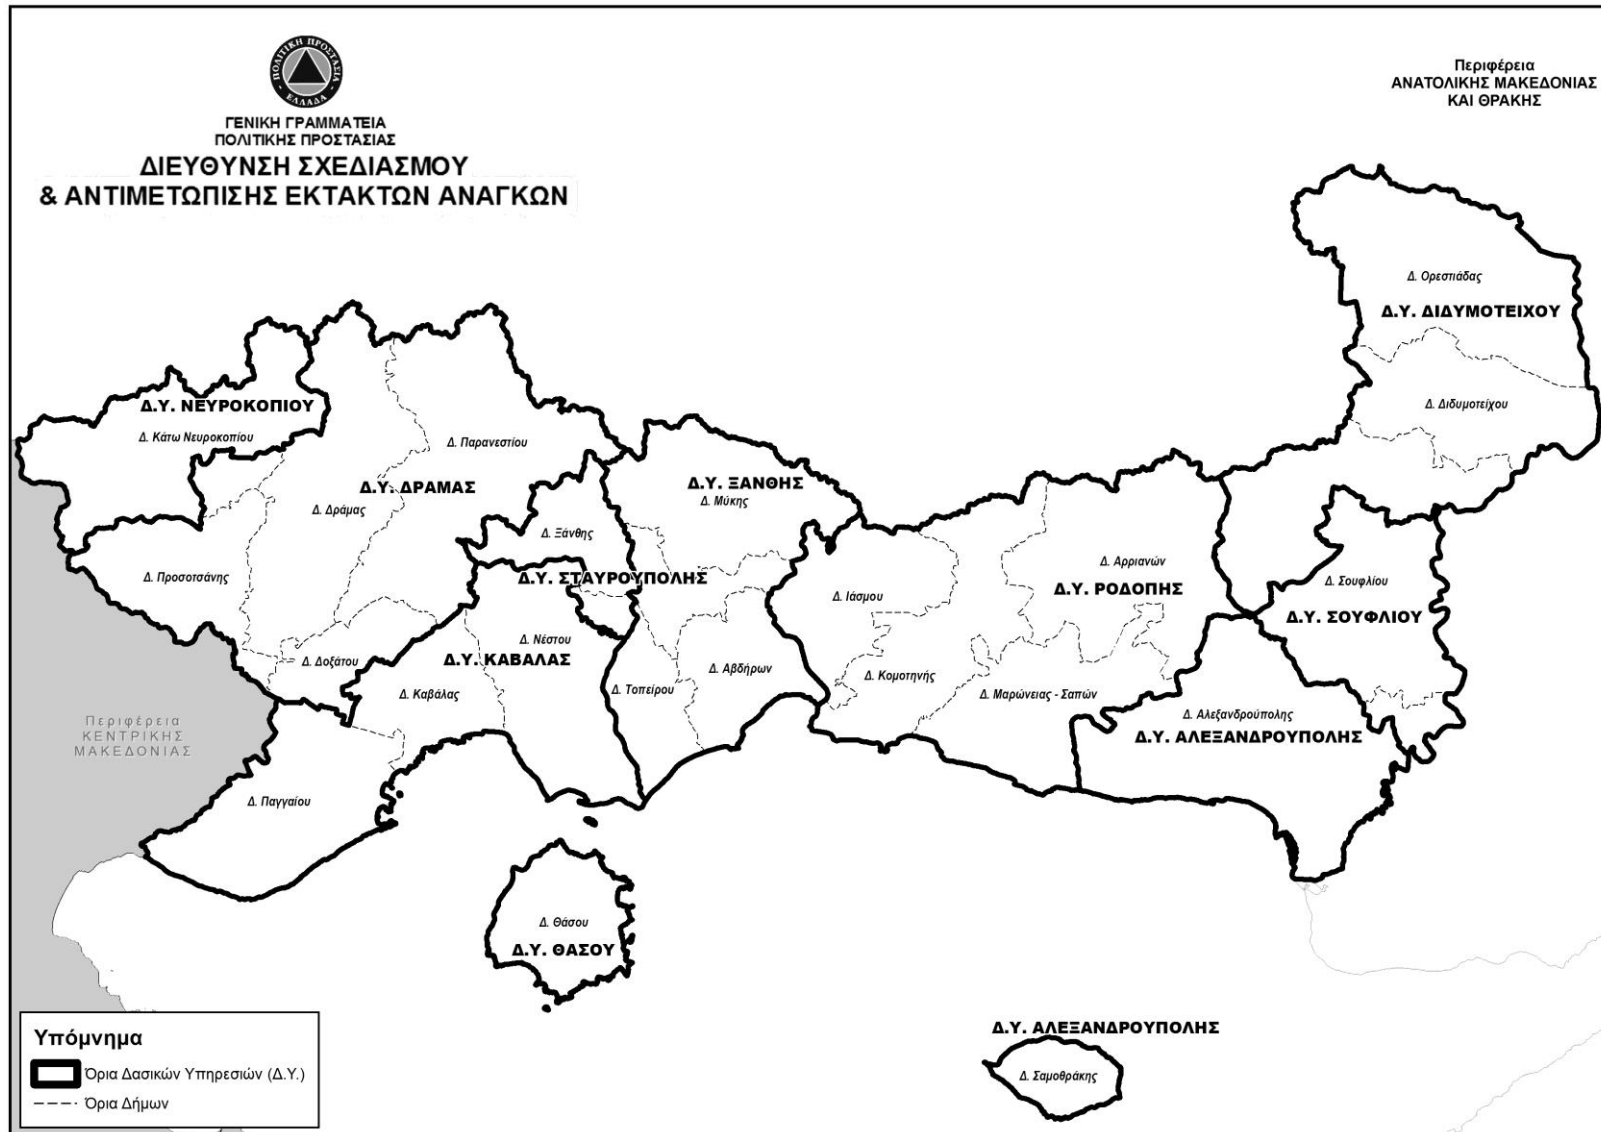 ΠΟΛΙΤΙΚΗ ΠΡΟΣΤΑΣΙΑ
ΕΛΛΑΔΑ
ΓΕΝΙΚΗ ΓΡΑΜΜΑΤΕΙΑ
ΠΟΛΙΤΙΚΗΣ ΠΡΟΣΤΑΣΙΑΣ
ΔΙΕΥΘΥΝΣΗ ΣΧΕΔΙΑΣΜΟΥ
& ΑΝΤΙΜΕΤΩΠΙΣΗΣ ΕΚΤΑΚΤΩΝ ΑΝΑΓΚΩΝ
Περιφέρεια
ΑΝΑΤΟΛΙΚΗΣ ΜΑΚΕΔΟΝΙΑΣ
ΚΑΙ ΘΡΑΚΗΣ
Δ. Ορεστιάδας
Δ.Υ. ΔΙΔΥΜΟΤΕΙΧΟΥ
Δ. Διδυμοτείχου
Δ.Υ. ΝΕΥΡΟΚΟΠΙΟΥ
Δ. Κάτω Νευροκοπίου
Δ. Παρανεστίου
Δ.Υ. ΔΡΑΜΑΣ
Δ. Δράμας
Δ.Υ. ΞΑΝΘΗΣ
Δ. Μύκης
Δ. Ξάνθης
Δ.Υ. ΣΤΑΥΡΟΥΠΟΛΗΣ
Δ. Προσοτσάνης
Δ. Αρριανών
Δ.Υ. ΡΟΔΟΠΗΣ
Δ. Ιάσμου
Δ. Σουφλίου
Δ.Υ. ΣΟΥΦΛΙΟΥ
Δ. Νέστου
Δ.Υ. ΚΑΒΑΛΑΣ
Δ. Δοξάτου
Δ. Καβάλας
Δ. Τοπείρου
Δ. Αβδήρων
Δ. Κομοτηνής
Δ. Μαρώνειας - Σαπών
Δ. Αλεξανδρούπολης
Δ.Υ. ΑΛΕΞΑΝΔΡΟΥΠΟΛΗΣ
Περιφέρεια
ΚΕΝΤΡΙΚΗΣ
ΜΑΚΕΔΟΝΙΑΣ
Δ. Παγγαίου
Δ. Θάσου
Δ.Υ. ΘΑΣΟΥ
Δ.Υ. ΑΛΕΞΑΝΔΡΟΥΠΟΛΗΣ
Δ. Σαμοθράκης
Υπόμνημα
Όρια Δασικών Υπηρεσιών (Δ.Υ.)
Όρια Δήμων